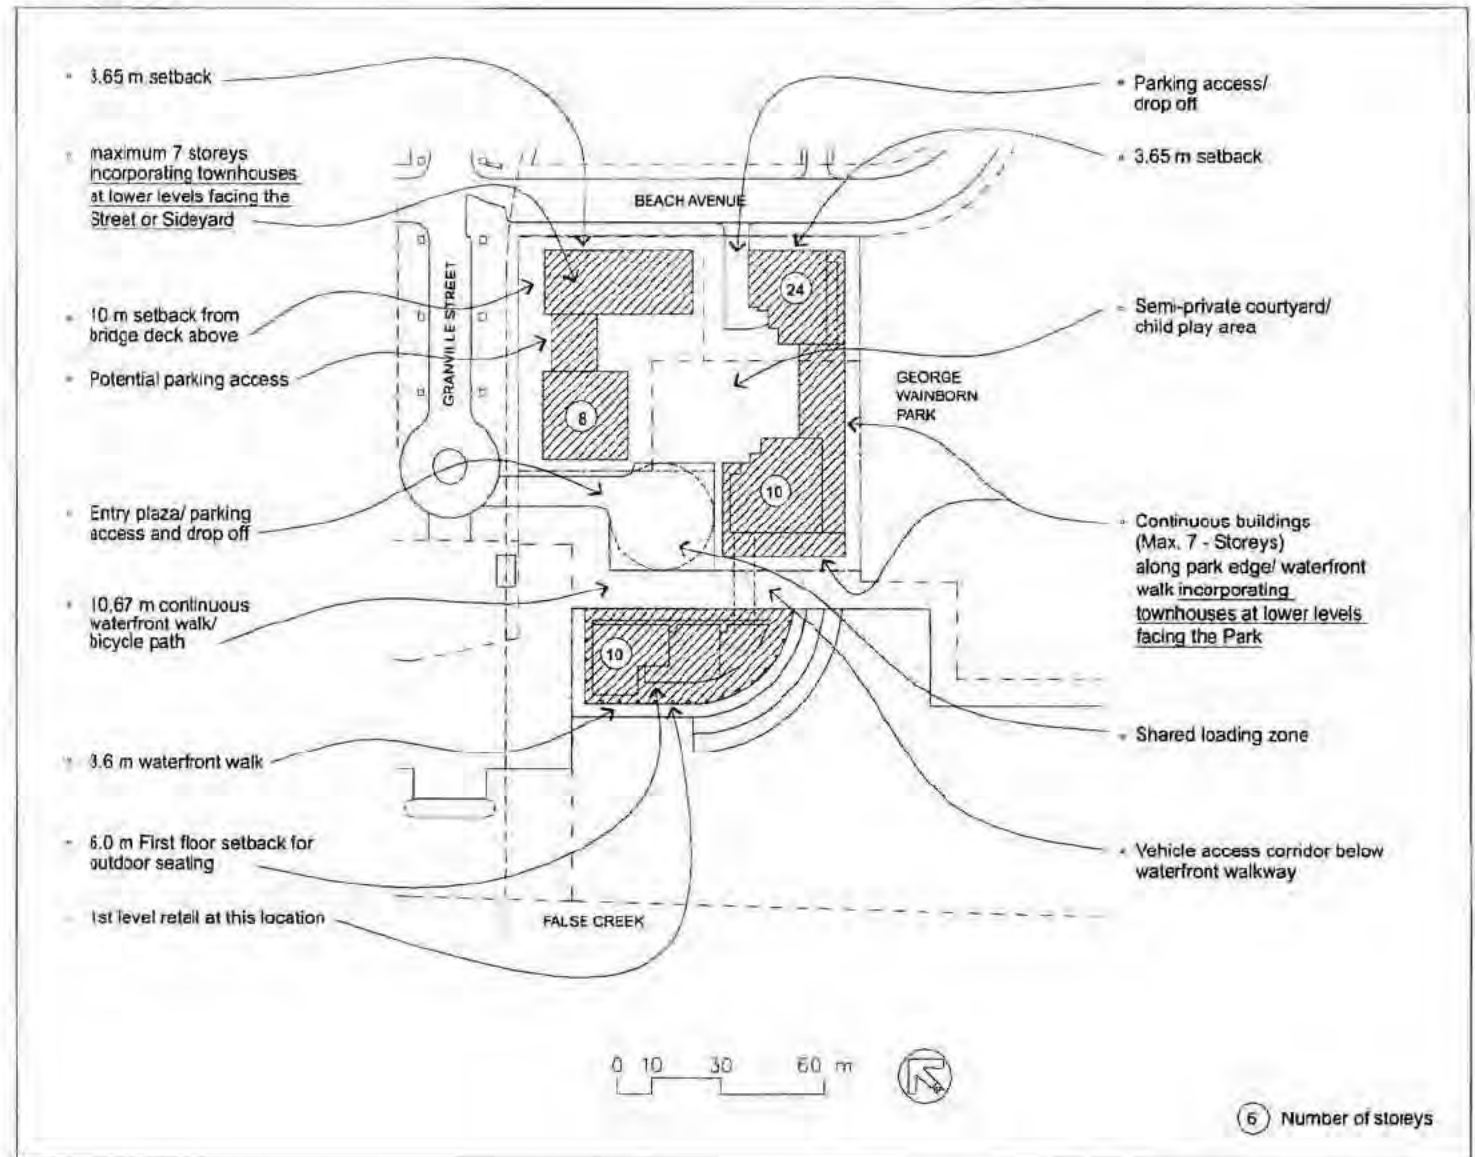 3.65 m setback
maximum 7 storeys
incorporating townhouses
at lower levels facing the
Street or Sideyard
10 m setback from
bridge deck above
Potential parking access
Entry plaza/ parking
access and drop off
10.67 m continuous
waterfront walk/
bicycle path
3.6 m waterfront walk
6.0 m First floor setback for
outdoor seating
1st level retail at this location
BEACH AVENUE
GRANVILLE STREET
24
8
10
10
GEORGE
WAINBORN
PARK
FALSE CREEK
Parking access/
drop off
3.65 m setback
Semi-private courtyard/
child play area
Continuous buildings
(Max. 7 - Storeys)
along park edge/ waterfront
walk incorporating
townhouses at lower levels
facing the Park
Shared loading zone
Vehicle access corridor below
waterfront walkway
0 10 30 60 m
6 Number of storeys